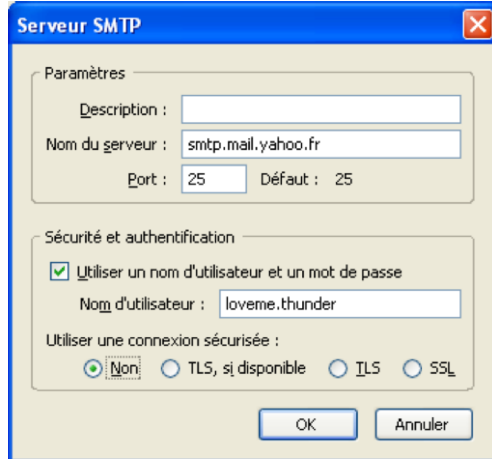 Serveur SMTP
Paramètres
Description :
Nom du serveur : smtp.mail.yahoo.fr
Port : 25 Défaut : 25
Sécurité et authentification
Utiliser un nom d'utilisateur et un mot de passe
Nom d'utilisateur : loveme.thunder
Utiliser une connexion sécurisée :
Non TLS, si disponible TLS SSL
OK Annuler